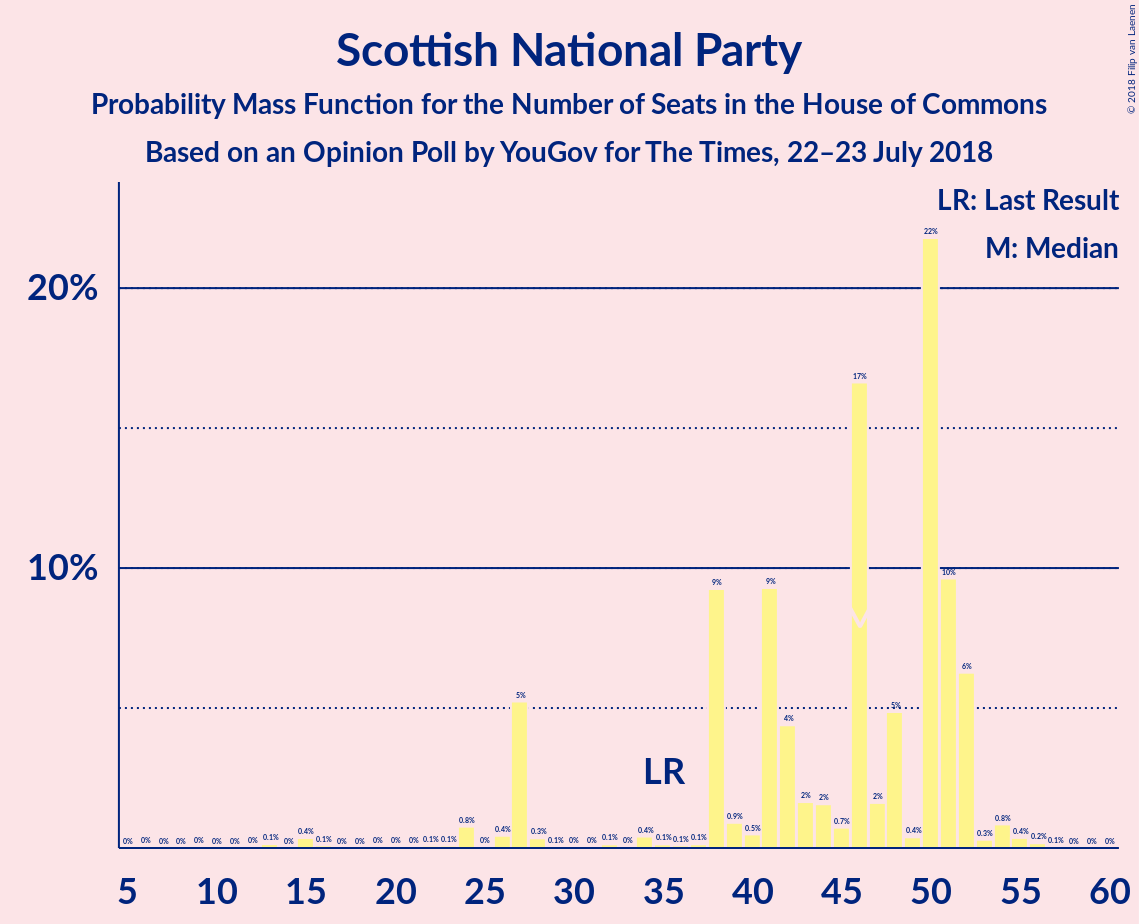 Scottish National Party
Probability Mass Function for the Number of Seats in the House of Commons
Based on an Opinion Poll by YouGov for The Times, 22–23 July 2018
© 2018 Filip van Laenen
LR: Last Result
M: Median
20%
10%
22%
17%
10%
9% 9%
6%
5% 5%
4%
2% 2% 2%
LR
0% 0% 0% 0% 0% 0% 0% 0% 0.1% 0% 0.4% 0.1% 0% 0% 0% 0% 0% 0.1% 0.1% 0.8% 0% 0.4% 0.3% 0.1% 0% 0% 0.1% 0% 0.4% 0.1% 0.1% 0.1% 0.9% 0.5% 0.7% 0.4% 0.3% 0.8% 0.4% 0.2% 0.1% 0% 0% 0%
5 10 15 20 25 30 35 40 45 50 55 60